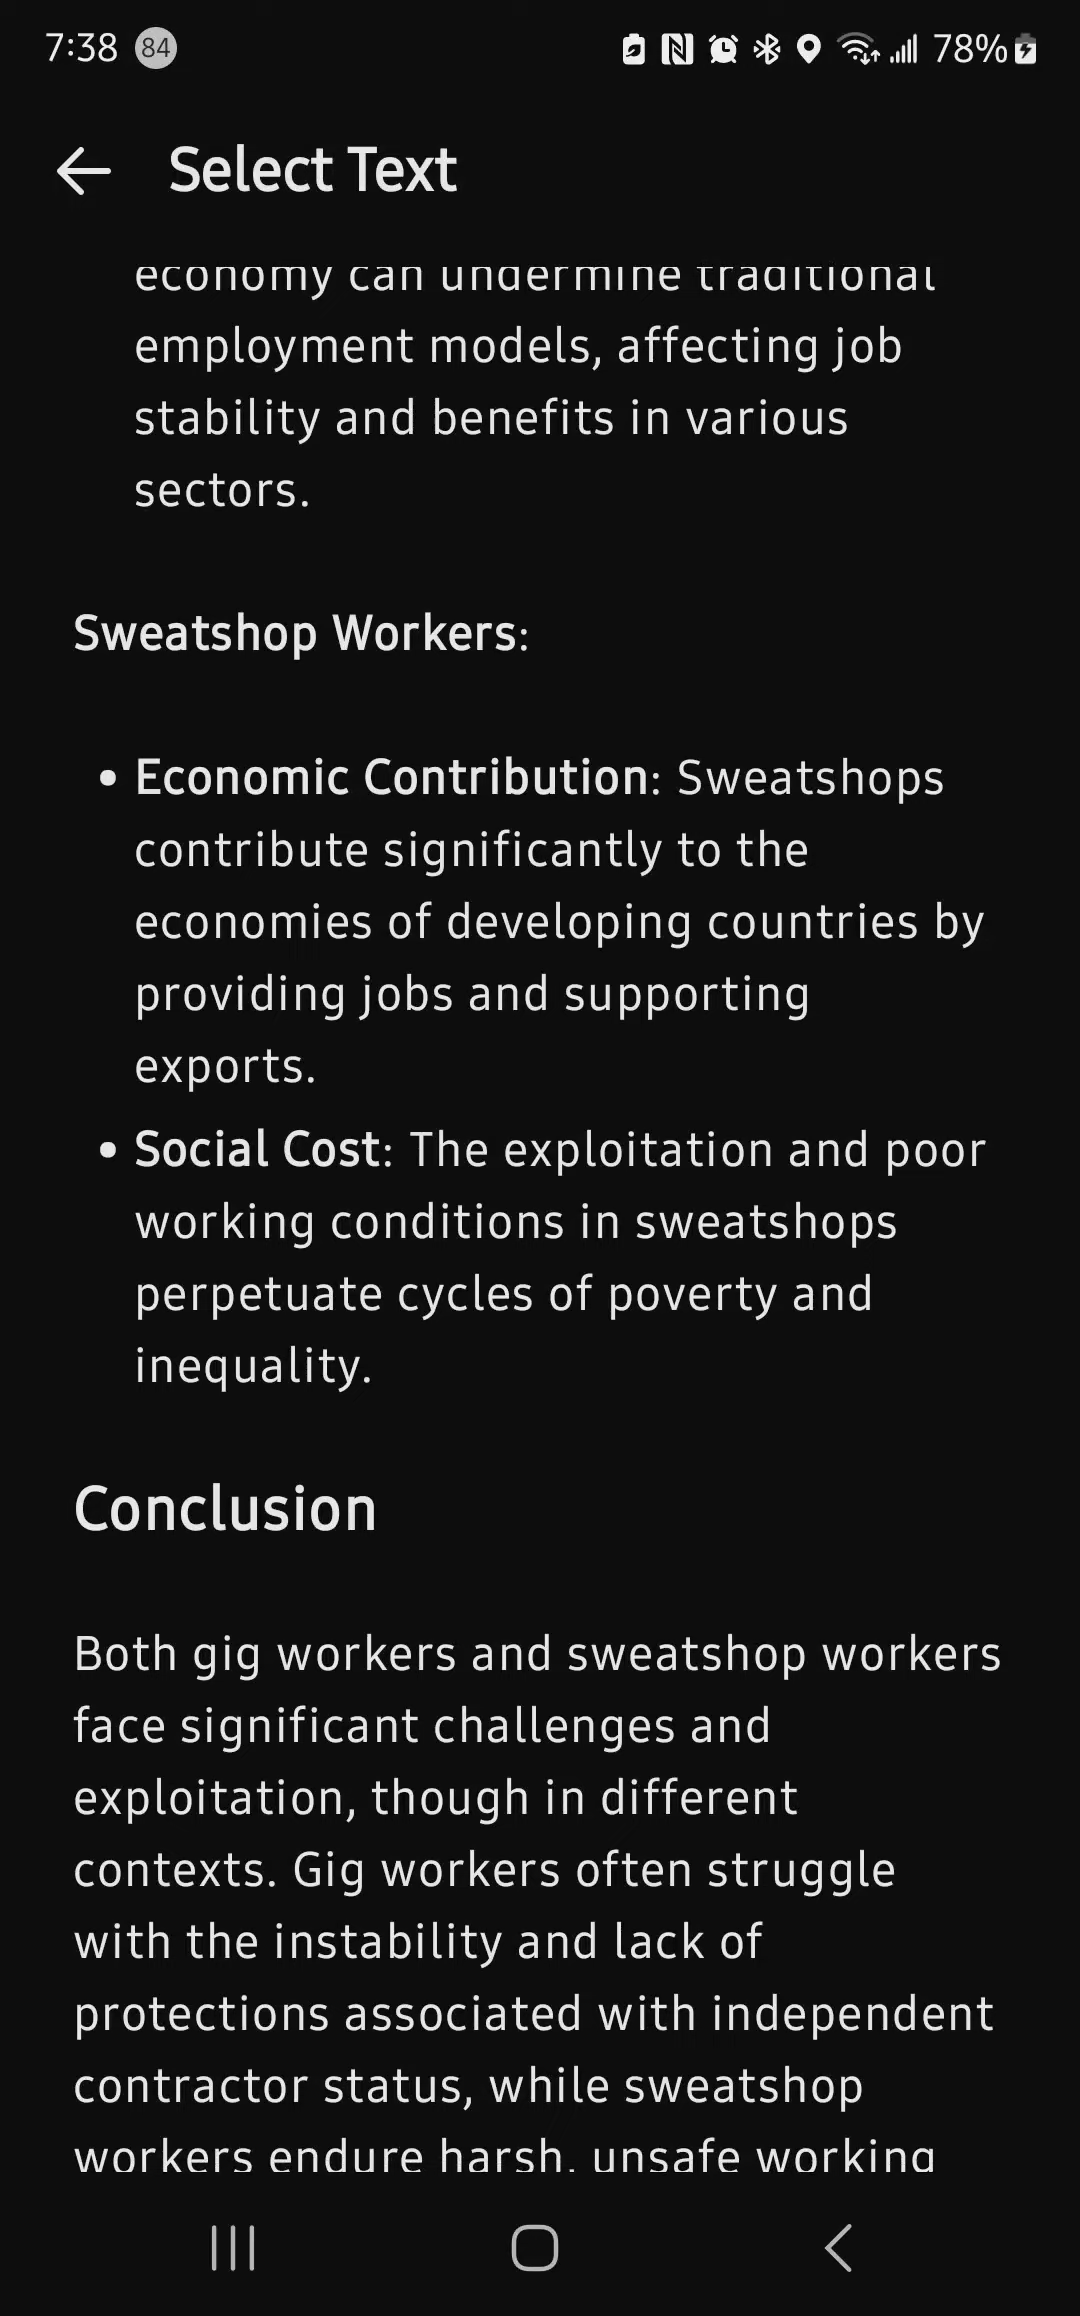 7:38 84 78%
Select Text
economy can undermine traditional
employment models, affecting job
stability and benefits in various
sectors.
Sweatshop Workers:
• Economic Contribution: Sweatshops
contribute significantly to the
economies of developing countries by
providing jobs and supporting
exports.
• Social Cost: The exploitation and poor
working conditions in sweatshops
perpetuate cycles of poverty and
inequality.
Conclusion
Both gig workers and sweatshop workers
face significant challenges and
exploitation, though in different
contexts. Gig workers often struggle
with the instability and lack of
protections associated with independent
contractor status, while sweatshop
workers endure harsh, unsafe working